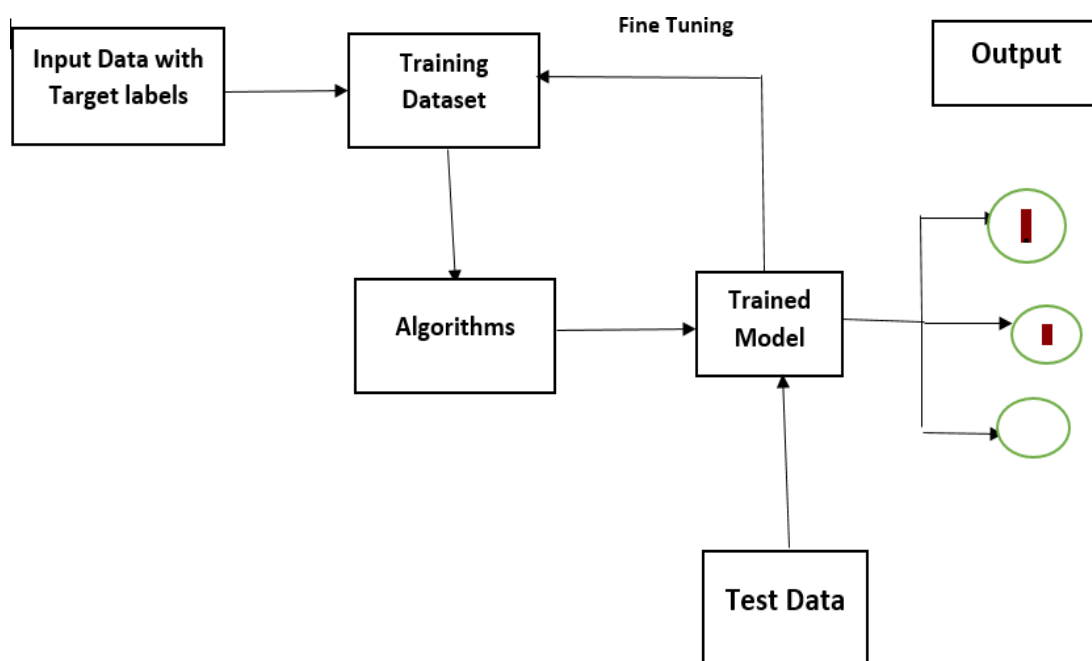 Fine Tuning
Input Data with
Target labels
Training
Dataset
Output
Algorithms
Trained
Model
Test Data